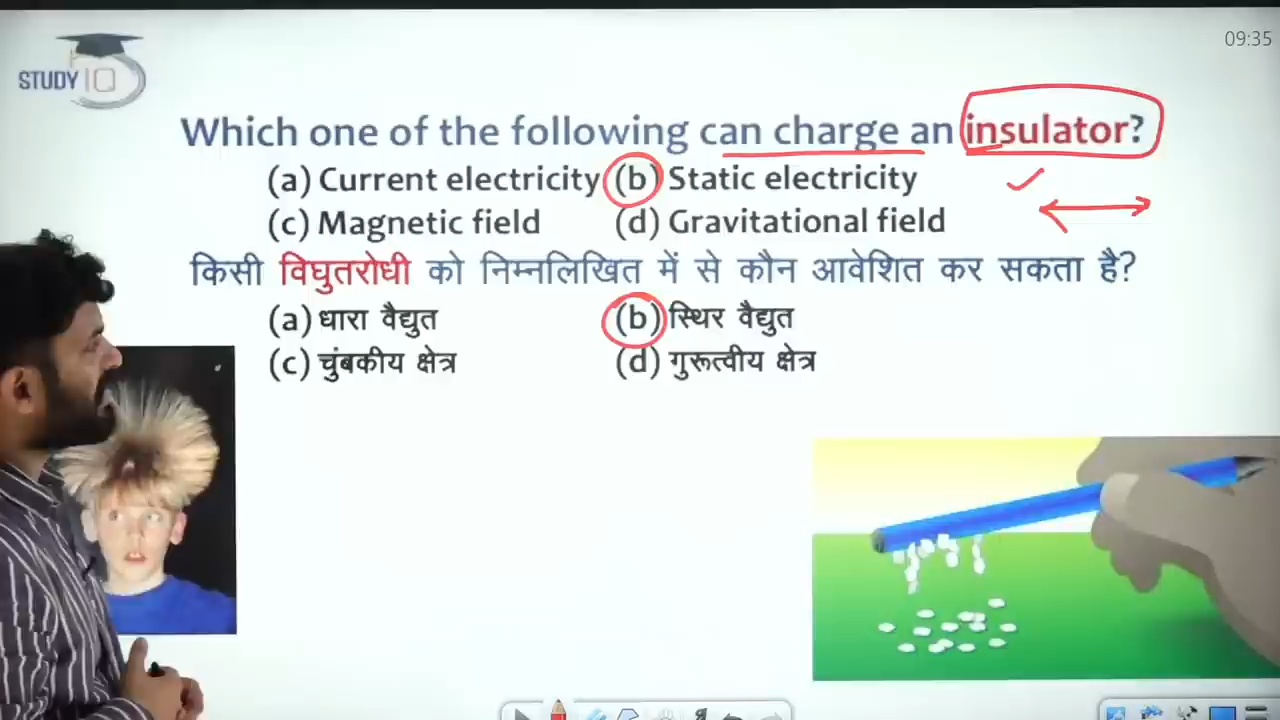 09:35
STUDY IQ
Which one of the following can charge an insulator?
(a) Current electricity (b) Static electricity
(c) Magnetic field (d) Gravitational field
किसी विघुतरोधी को निम्नलिखित में से कौन आवेशित कर सकता है?
(a) धारा वैद्युत (b) स्थिर वैद्युत
(c) चुंबकीय क्षेत्र (d) गुरूत्वीय क्षेत्र